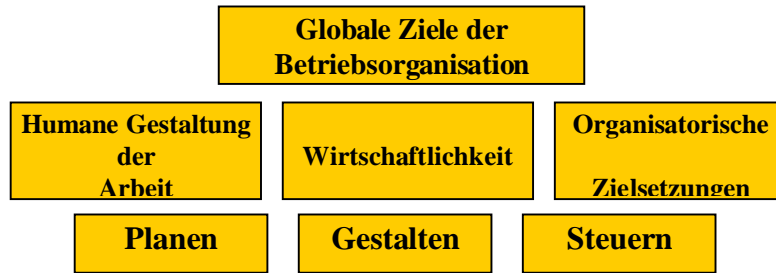 Globale Ziele der
Betriebsorganisation
Humane Gestaltung
der
Arbeit
Wirtschaftlichkeit
Organisatorische
Zielsetzungen
Planen
Gestalten
Steuern